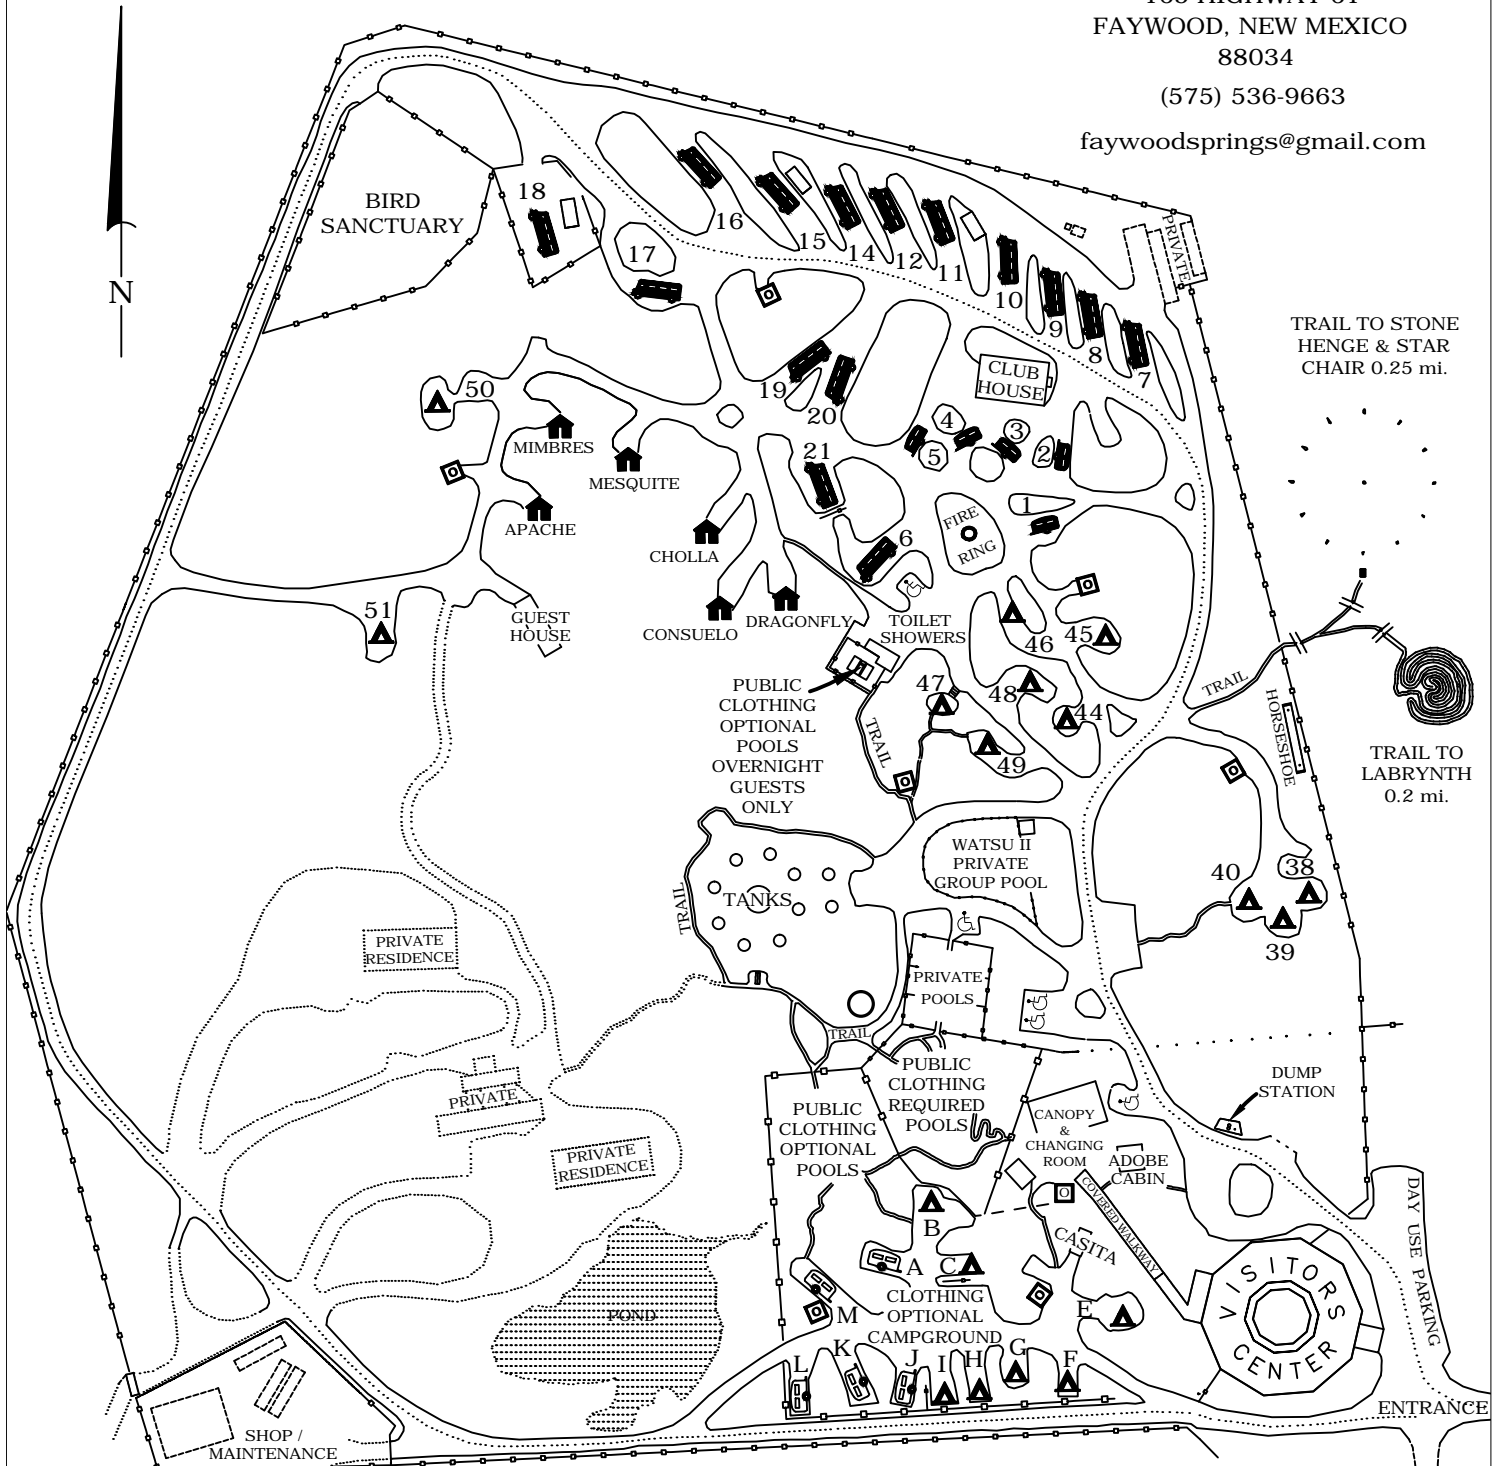 FAYWOOD, NEW MEXICO
88034
(575) 536-9663
faywoodsprings@gmail.com
N
BIRD
SANCTUARY
18
17
16
15
14
12
11
10
9
8
7
PRIVATE
TRAIL TO STONE
HENGE & STAR
CHAIR 0.25 mi.
CLUB
HOUSE
19
20
21
4
5
3
2
1
6
FIRE
RING
50
MIMBRES
MESQUITE
APACHE
CHOLLA
CONSUELO
DRAGONFLY
51
GUEST
HOUSE
TOILET
SHOWERS
46
45
48
44
47
49
TRAIL
HORSESHOE
TRAIL TO
LABRYNTH
0.2 mi.
PUBLIC
CLOTHING
OPTIONAL
POOLS
OVERNIGHT
GUESTS
ONLY
TRAIL
WATSU II
PRIVATE
GROUP POOL
TANKS
TRAIL
40
38
39
PRIVATE
RESIDENCE
PRIVATE
POOLS
TRAIL
PUBLIC
CLOTHING
REQUIRED
POOLS
DUMP
STATION
PRIVATE
PUBLIC
CLOTHING
OPTIONAL
POOLS
CANOPY
&
CHANGING
ROOM
ADOBE
CABIN
COVERED WALKWAY
PRIVATE
RESIDENCE
DAY USE PARKING
B
A
C
CASITA
CLOTHING
OPTIONAL
CAMPGROUND
M
E
POND
VISITORS
CENTER
L
K
J
I
H
G
F
ENTRANCE
SHOP /
MAINTENANCE